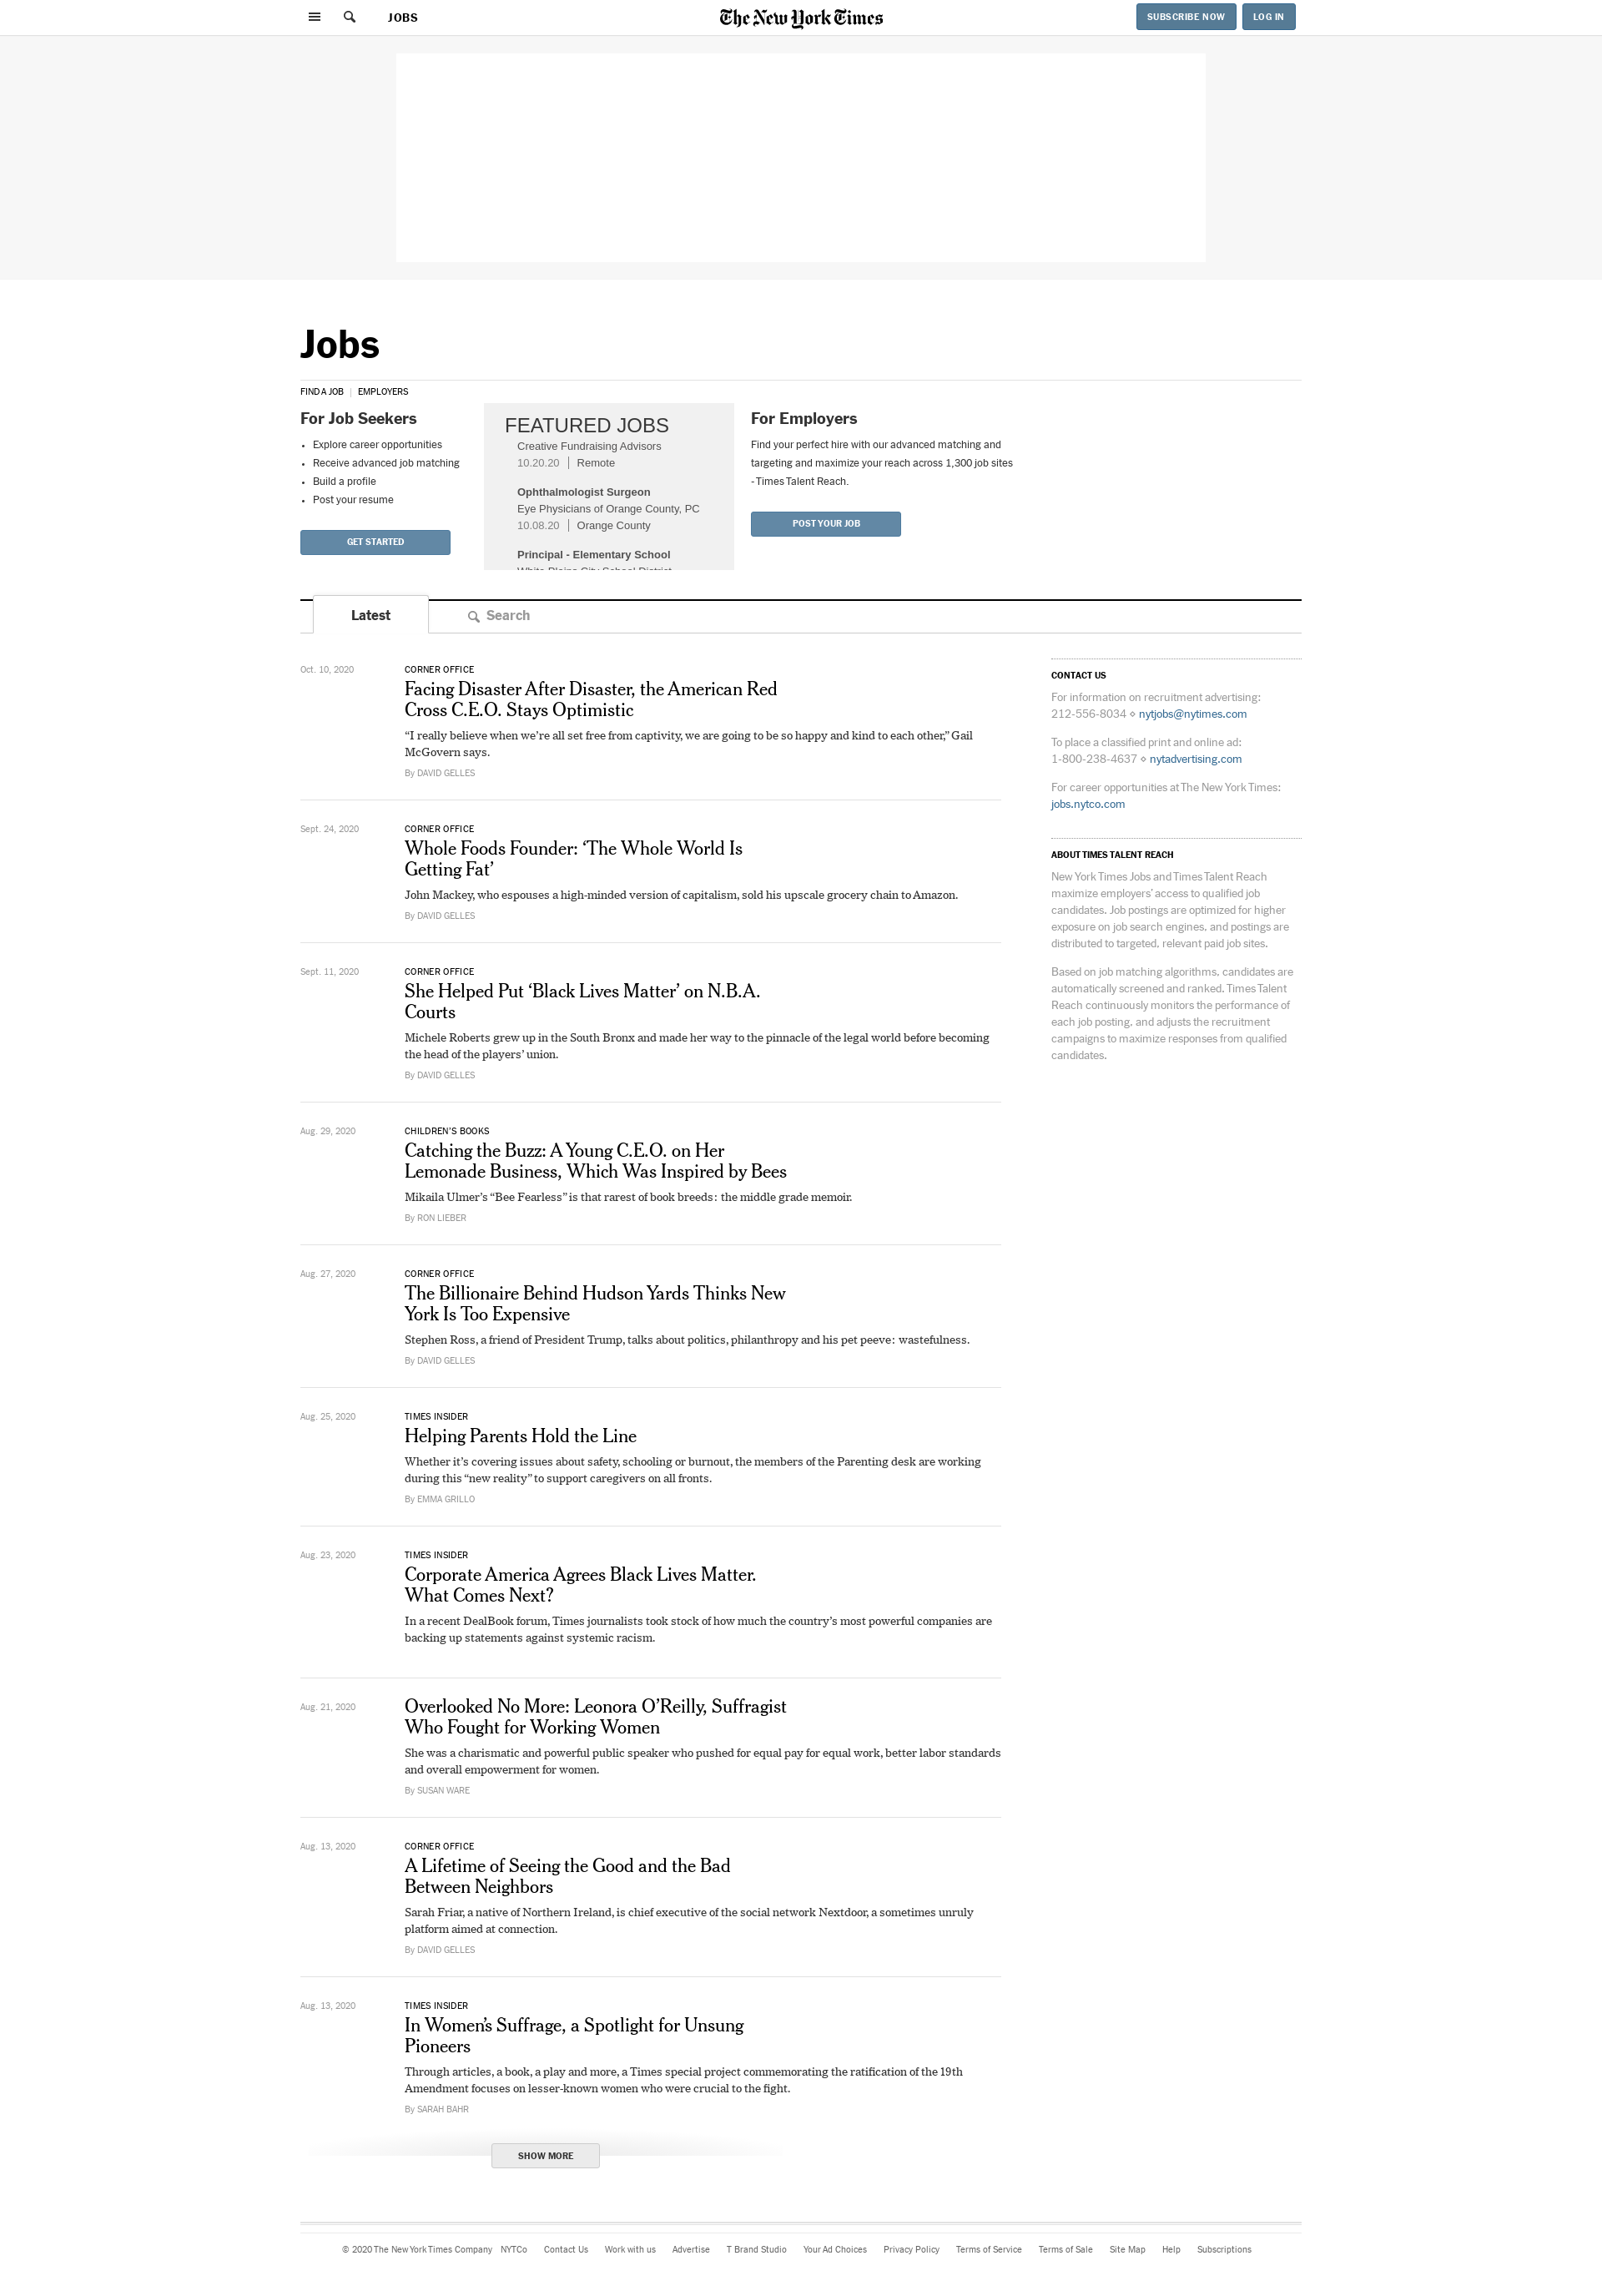 JOBS
The New York Times
SUBSCRIBE NOW
LOG IN
Jobs
FIND A JOB | EMPLOYERS
For Job Seekers
Explore career opportunities
Receive advanced job matching
Build a profile
Post your resume
GET STARTED
FEATURED JOBS
Creative Fundraising Advisors
10.20.20 | Remote
Ophthalmologist Surgeon
Eye Physicians of Orange County, PC
10.08.20 | Orange County
Principal - Elementary School
White Plains City School District
For Employers
Find your perfect hire with our advanced matching and
targeting and maximize your reach across 1,300 job sites
- Times Talent Reach.
POST YOUR JOB
Latest
Search
Oct. 10, 2020
CORNER OFFICE
Facing Disaster After Disaster, the American Red
Cross C.E.O. Stays Optimistic
“I really believe when we’re all set free from captivity, we are going to be so happy and kind to each other,” Gail
McGovern says.
By DAVID GELLES
Sept. 24, 2020
CORNER OFFICE
Whole Foods Founder: ‘The Whole World Is
Getting Fat’
John Mackey, who espouses a high-minded version of capitalism, sold his upscale grocery chain to Amazon.
By DAVID GELLES
Sept. 11, 2020
CORNER OFFICE
She Helped Put ‘Black Lives Matter’ on N.B.A.
Courts
Michele Roberts grew up in the South Bronx and made her way to the pinnacle of the legal world before becoming
the head of the players’ union.
By DAVID GELLES
Aug. 29, 2020
CHILDREN’S BOOKS
Catching the Buzz: A Young C.E.O. on Her
Lemonade Business, Which Was Inspired by Bees
Mikaila Ulmer’s “Bee Fearless” is that rarest of book breeds: the middle grade memoir.
By RON LIEBER
Aug. 27, 2020
CORNER OFFICE
The Billionaire Behind Hudson Yards Thinks New
York Is Too Expensive
Stephen Ross, a friend of President Trump, talks about politics, philanthropy and his pet peeve: wastefulness.
By DAVID GELLES
Aug. 25, 2020
TIMES INSIDER
Helping Parents Hold the Line
Whether it’s covering issues about safety, schooling or burnout, the members of the Parenting desk are working
during this “new reality” to support caregivers on all fronts.
By EMMA GRILLO
Aug. 23, 2020
TIMES INSIDER
Corporate America Agrees Black Lives Matter.
What Comes Next?
In a recent DealBook forum, Times journalists took stock of how much the country’s most powerful companies are
backing up statements against systemic racism.
Aug. 21, 2020
Overlooked No More: Leonora O’Reilly, Suffragist
Who Fought for Working Women
She was a charismatic and powerful public speaker who pushed for equal pay for equal work, better labor standards
and overall empowerment for women.
By SUSAN WARE
Aug. 13, 2020
CORNER OFFICE
A Lifetime of Seeing the Good and the Bad
Between Neighbors
Sarah Friar, a native of Northern Ireland, is chief executive of the social network Nextdoor, a sometimes unruly
platform aimed at connection.
By DAVID GELLES
Aug. 13, 2020
TIMES INSIDER
In Women’s Suffrage, a Spotlight for Unsung
Pioneers
Through articles, a book, a play and more, a Times special project commemorating the ratification of the 19th
Amendment focuses on lesser-known women who were crucial to the fight.
By SARAH BAHR
SHOW MORE
CONTACT US
For information on recruitment advertising:
212-556-8034 ⋄ nytjobs@nytimes.com
To place a classified print and online ad:
1-800-238-4637 ⋄ nytadvertising.com
For career opportunities at The New York Times:
jobs.nytco.com
ABOUT TIMES TALENT REACH
New York Times Jobs and Times Talent Reach
maximize employers’ access to qualified job
candidates. Job postings are optimized for higher
exposure on job search engines, and postings are
distributed to targeted, relevant paid job sites.
Based on job matching algorithms, candidates are
automatically screened and ranked. Times Talent
Reach continuously monitors the performance of
each job posting, and adjusts the recruitment
campaigns to maximize responses from qualified
candidates.
© 2020 The New York Times Company NYTCo Contact Us Work with us Advertise T Brand Studio Your Ad Choices Privacy Policy Terms of Service Terms of Sale Site Map Help Subscriptions